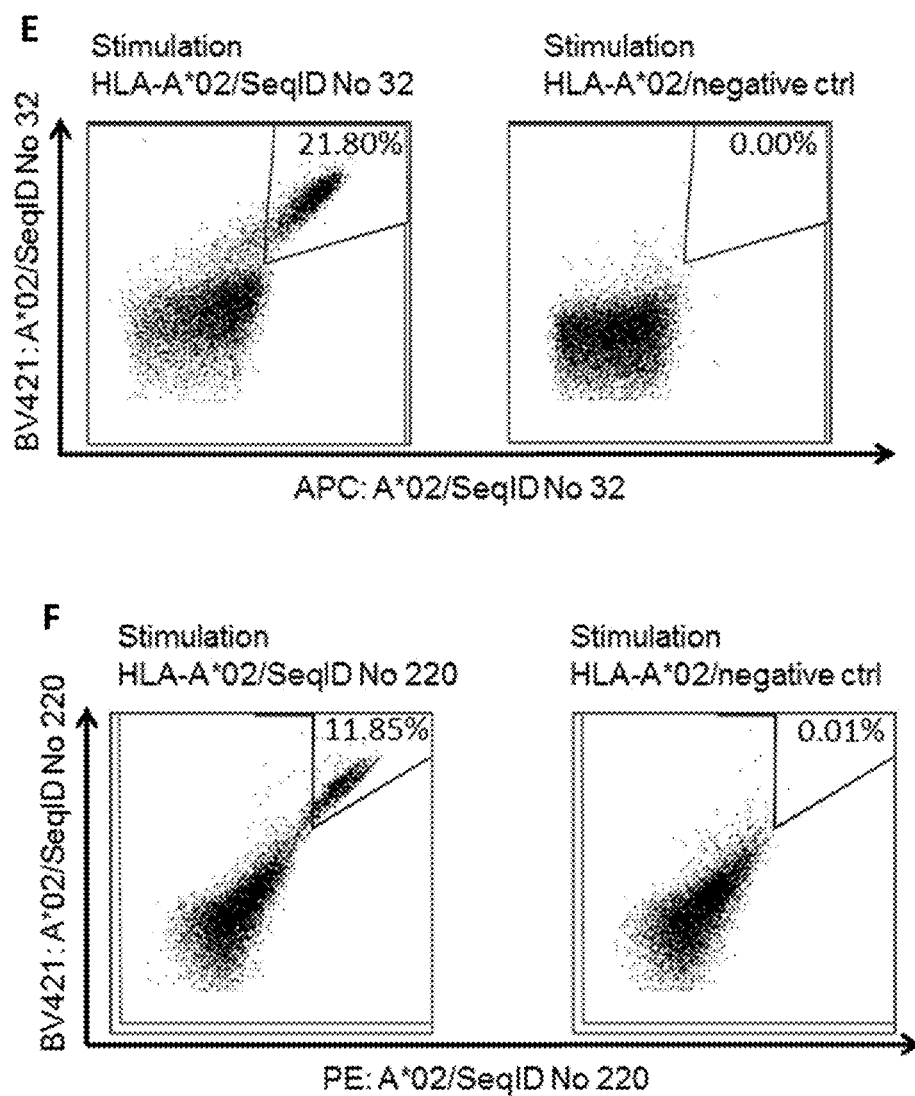 E
Stimulation
HLA-A*02/SeqID No 32
Stimulation
HLA-A*02/negative ctrl
21.80%
0.00%
BV421: A*02/SeqID No 32
APC: A*02/SeqID No 32
F
Stimulation
HLA-A*02/SeqID No 220
Stimulation
HLA-A*02/negative ctrl
11.85%
0.01%
BV421: A*02/SeqID No 220
PE: A*02/SeqID No 220